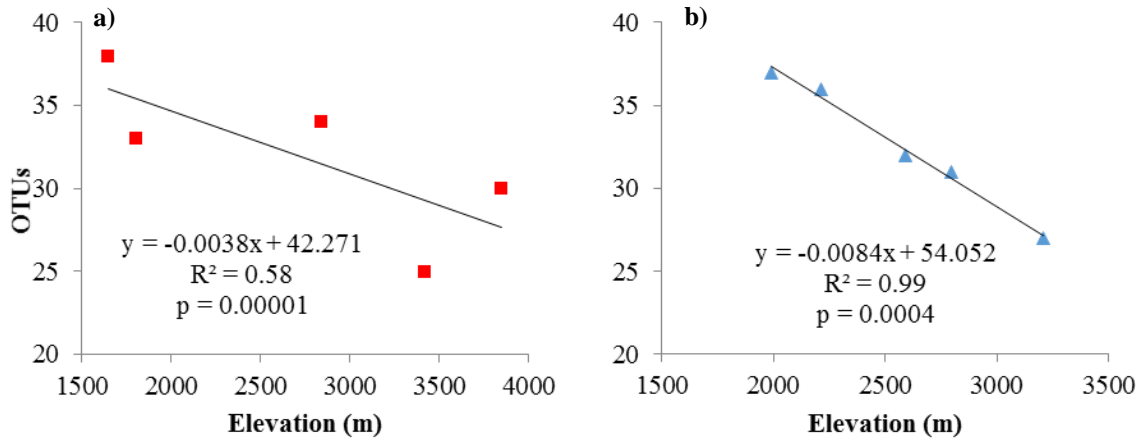 a)
40
35
30
25
20
OTUs
y = -0.0038x + 42.271
R² = 0.58
p = 0.00001
1500 2000 2500 3000 3500 4000
Elevation (m)
b)
40
35
30
25
20
y = -0.0084x + 54.052
R² = 0.99
p = 0.0004
1500 2000 2500 3000 3500
Elevation (m)